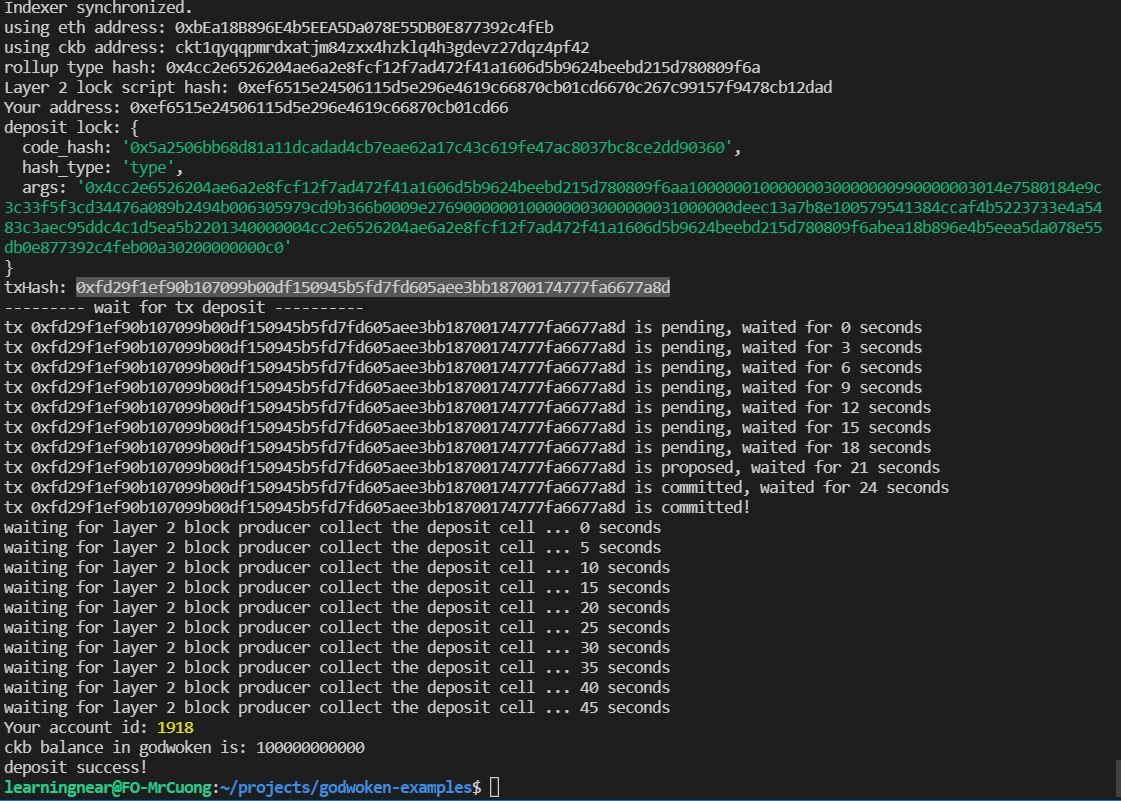 Indexer synchronized.
using eth address: 0xbEa18B896E4b5EEA5Da078E55DB0E877392c4fEb
using ckb address: ckt1qyqqpmrdxatjm84zxx4hzklq4h3gdevz27dqz4pf42
rollup type hash: 0x4cc2e6526204ae6a2e8fcf12f7ad472f41a1606d5b9624beebd215d780809f6a
Layer 2 lock script hash: 0xef6515e24506115d5e296e4619c66870cb01cd6670c267c99157f9478cb12dad
Your address: 0xef6515e24506115d5e296e4619c66870cb01cd66
deposit lock: {
  code_hash: '0x5a2506bb68d81a11dcadad4cb7eae62a17c43c619fe47ac8037bc8ce2dd90360',
  hash_type: 'type',
  args: '0x4cc2e6526204ae6a2e8fcf12f7ad472f41a1606d5b9624beebd215d780809f6aa10000001000000030000000990000003014e7580184e9c
3c33f5f3cd34476a089b2494b006305979cd9b366b0009e2769000000100000003000000031000000deec13a7b8e100579541384ccaf4b5223733e4a54
83c3aec95ddc4c1d5ea5b2201340000004cc2e6526204ae6a2e8fcf12f7ad472f41a1606d5b9624beebd215d780809f6abea18b896e4b5eea5da078e55
db0e877392c4feb00a30200000000c0'
}
txHash: 0xfd29f1ef90b107099b00df150945b5fd7fd605aee3bb18700174777fa6677a8d
--------- wait for tx deposit ----------
tx 0xfd29f1ef90b107099b00df150945b5fd7fd605aee3bb18700174777fa6677a8d is pending, waited for 0 seconds
tx 0xfd29f1ef90b107099b00df150945b5fd7fd605aee3bb18700174777fa6677a8d is pending, waited for 3 seconds
tx 0xfd29f1ef90b107099b00df150945b5fd7fd605aee3bb18700174777fa6677a8d is pending, waited for 6 seconds
tx 0xfd29f1ef90b107099b00df150945b5fd7fd605aee3bb18700174777fa6677a8d is pending, waited for 9 seconds
tx 0xfd29f1ef90b107099b00df150945b5fd7fd605aee3bb18700174777fa6677a8d is pending, waited for 12 seconds
tx 0xfd29f1ef90b107099b00df150945b5fd7fd605aee3bb18700174777fa6677a8d is pending, waited for 15 seconds
tx 0xfd29f1ef90b107099b00df150945b5fd7fd605aee3bb18700174777fa6677a8d is pending, waited for 18 seconds
tx 0xfd29f1ef90b107099b00df150945b5fd7fd605aee3bb18700174777fa6677a8d is proposed, waited for 21 seconds
tx 0xfd29f1ef90b107099b00df150945b5fd7fd605aee3bb18700174777fa6677a8d is committed, waited for 24 seconds
tx 0xfd29f1ef90b107099b00df150945b5fd7fd605aee3bb18700174777fa6677a8d is committed!
waiting for layer 2 block producer collect the deposit cell ... 0 seconds
waiting for layer 2 block producer collect the deposit cell ... 5 seconds
waiting for layer 2 block producer collect the deposit cell ... 10 seconds
waiting for layer 2 block producer collect the deposit cell ... 15 seconds
waiting for layer 2 block producer collect the deposit cell ... 20 seconds
waiting for layer 2 block producer collect the deposit cell ... 25 seconds
waiting for layer 2 block producer collect the deposit cell ... 30 seconds
waiting for layer 2 block producer collect the deposit cell ... 35 seconds
waiting for layer 2 block producer collect the deposit cell ... 40 seconds
waiting for layer 2 block producer collect the deposit cell ... 45 seconds
Your account id: 1918
ckb balance in godwoken is: 100000000000
deposit success!
learningnear@FO-MrCuong:~/projects/godwoken-examples$